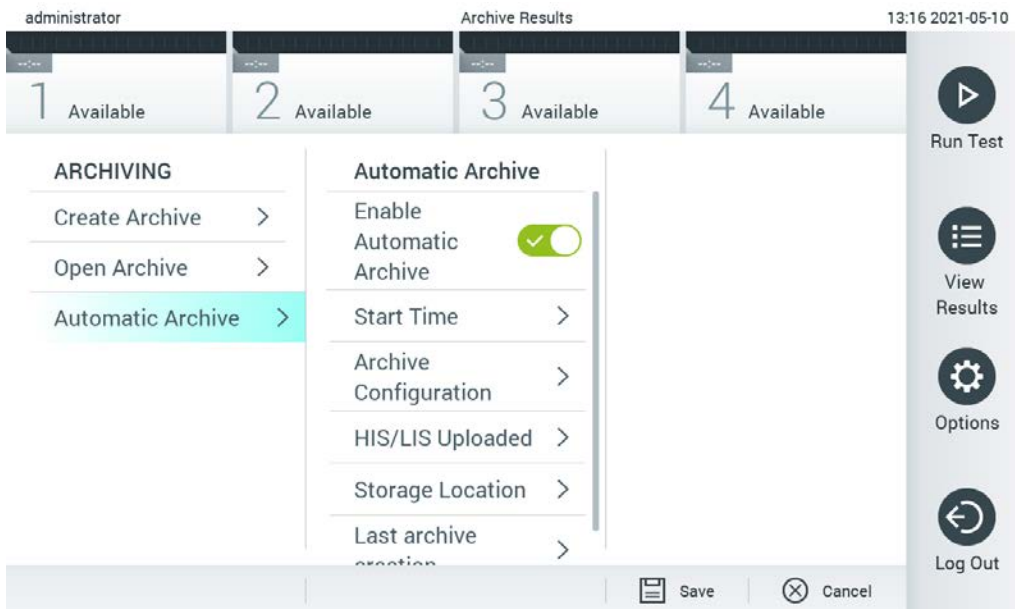 administrator
Archive Results
13:16 2021-05-10
--:--
1 Available
--:--
2 Available
--:--
3 Available
--:--
4 Available
Run Test
View
Results
Options
Log Out
ARCHIVING
Create Archive
Open Archive
Automatic Archive
Automatic Archive
Enable
Automatic
Archive
Start Time
Archive
Configuration
HIS/LIS Uploaded
Storage Location
Last archive
creation
Save
Cancel